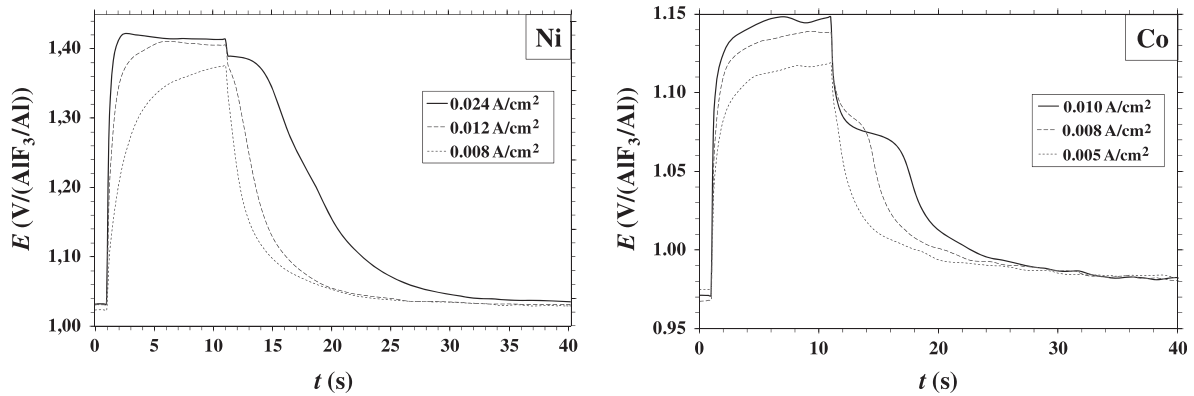 Ni
E (V/(AlF₃/Al))
1,40
1,30
1,20
1,10
1,00
0.024 A/cm²
0.012 A/cm²
0.008 A/cm²
0 5 10 15 20 25 30 35 40
t (s)
Co
E (V/(AlF₃/Al))
1.15
1.10
1.05
1.00
0.95
0.010 A/cm²
0.008 A/cm²
0.005 A/cm²
0 10 20 30 40
t (s)